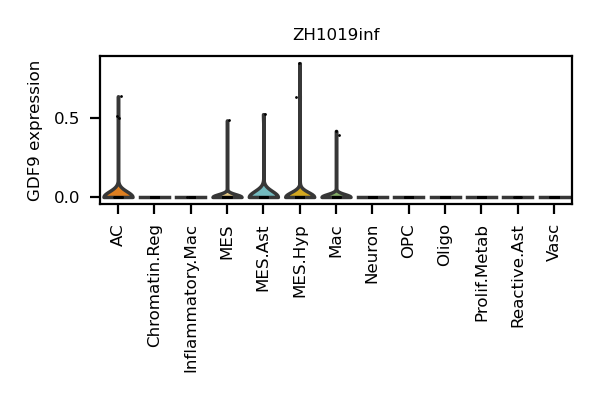 ZH1019inf
GDF9 expression
0.5
0.0
AC
Chromatin.Reg
Inflammatory.Mac
MES
MES.Ast
MES.Hyp
Mac
Neuron
OPC
Oligo
Prolif.Metab
Reactive.Ast
Vasc